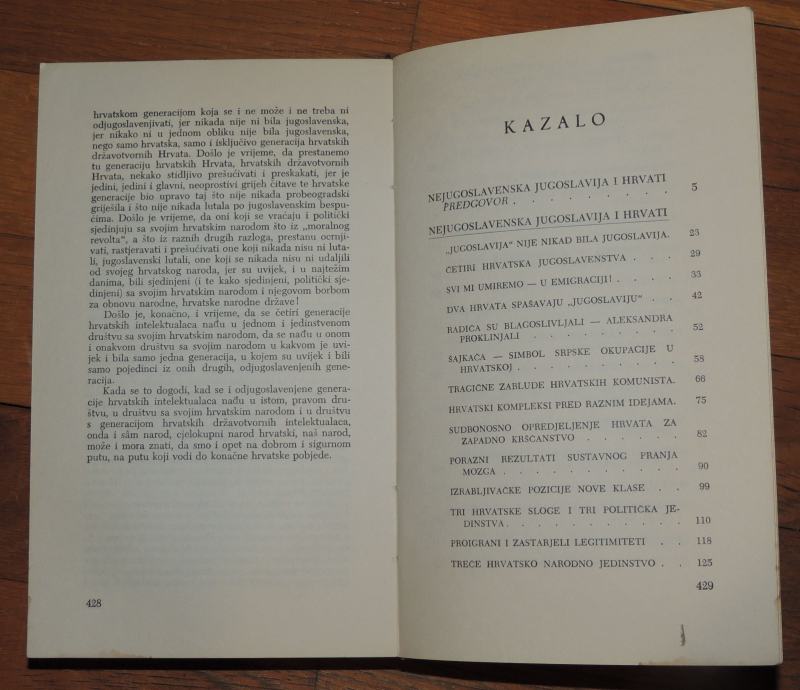 hrvatskom generacijom koja se i ne može i ne treba ni
odjugoslavenjivati, jer nikada nije ni bila jugoslavenska,
jer nikako ni u jednom obliku nije bila jugoslavenska,
nego samo hrvatska, samo i isključivo generacija hrvatskih
državotvornih Hrvata. Došlo je vrijeme, da prestanemo
tu generaciju hrvatskih Hrvata, hrvatskih državotvornih
Hrvata, nekako stidljivo prešućivati i preskakati, jer je
jedini, jedini i glavni, neoprostivi grijeh čitave te hrvatske
generacije bio upravo taj što nije nikada probeogradski
griješila i što nije nikada lutala po jugoslavenskim bespu-
ćima. Došlo je vrijeme, da oni koji se vraćaju i politički
sjedinjuju sa svojim hrvatskim narodom što iz „moralnog
revolta“, a što iz raznih drugih razloga, prestanu ocrnji-
vati, rastjeravati i prešućivati one koji nikada nisu ni luta-
li, jugoslavenski lutali, one koji se nikada nisu ni udaljili
od svojeg hrvatskog naroda, jer su uvijek, i u najtežim
danima, bili sjedinjeni (i te kako sjedinjeni, politički sje-
dinjeni) sa svojim hrvatskim narodom i njegovom borbom
za obnovu narodne, hrvatske narodne države!
Došlo je, konačno, i vrijeme, da se četiri generacije
hrvatskih intelektualaca nađu u jednom i jedinstvenom
društvu sa svojim hrvatskim narodom, da se nađu u onom
i onakvom društvu sa svojim narodom u kakvom je uvi-
jek i bila samo jedna generacija, u kojem su uvijek i bili
samo pojedinci iz onih drugih, odjugoslavenjenih gene-
racija.
Kada se to dogodi, kad se i odjugoslavenjene genera-
cije hrvatskih intelektualaca nađu u istom, pravom dru-
štvu, u društvu sa svojim hrvatskim narodom i u društvu
s generacijom hrvatskih državotvornih intelektualaca,
onda i sâm narod, cjelokupni narod hrvatski, naš narod,
može i mora znati, da smo i opet na dobrom i sigurnom
putu, na putu koji vodi do konačne hrvatske pobjede.
428
KAZALO
NEJUGOSLAVENSKA JUGOSLAVIJA I HRVATI
PREDGOVOR . . . . . . . . 5
NEJUGOSLAVENSKA JUGOSLAVIJA I HRVATI
„JUGOSLAVIJA“ NIJE NIKAD BILA JUGOSLAVIJA. 23
ČETIRI HRVATSKA JUGOSLAVENSTVA . . . 29
SVI MI UMIREMO — U EMIGRACIJI! . . . . 33
DVA HRVATA SPAŠAVAJU „JUGOSLAVIJU“ . . 42
RADIĆA SU BLAGOSLIVLJALI — ALEKSANDRA
PROKLINJALI . . . . . . . . 52
ŠAJKAČA — SIMBOL SRPSKE OKUPACIJE U
HRVATSKOJ . . . . . . . . 58
TRAGIČNE ZABLUDE HRVATSKIH KOMUNISTA. 66
HRVATSKI KOMPLEKSI PRED RAZNIM IDEJAMA. 75
SUDBONOSNO OPREDJELJENJE HRVATA ZA
ZAPADNO KRŠĆANSTVO . . . . . . 82
PORAZNI REZULTATI SUSTAVNOG PRANJA
MOZGA . . . . . . . . . 90
IZRABLJIVAČKE POZICIJE NOVE KLASE . . 99
TRI HRVATSKE SLOGE I TRI POLITIČKA JE-
DINSTVA . . . . . . . . . 110
PROIGRANI I ZASTARJELI LEGITIMITETI . . 118
TREĆE HRVATSKO NARODNO JEDINSTVO . . 125
429